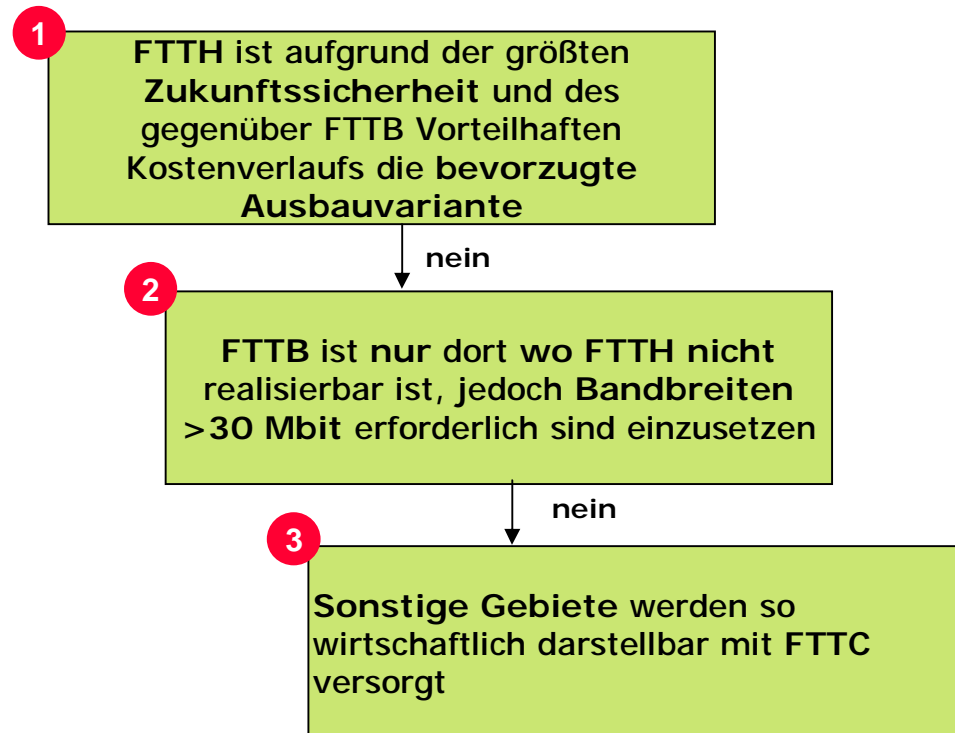 1
FTTH ist aufgrund der größten
Zukunftssicherheit und des
gegenüber FTTB Vorteilhaften
Kostenverlaufs die bevorzugte
Ausbauvariante
nein
2
FTTB ist nur dort wo FTTH nicht
realisierbar ist, jedoch Bandbreiten
>30 Mbit erforderlich sind einzusetzen
nein
3
Sonstige Gebiete werden so
wirtschaftlich darstellbar mit FTTC
versorgt